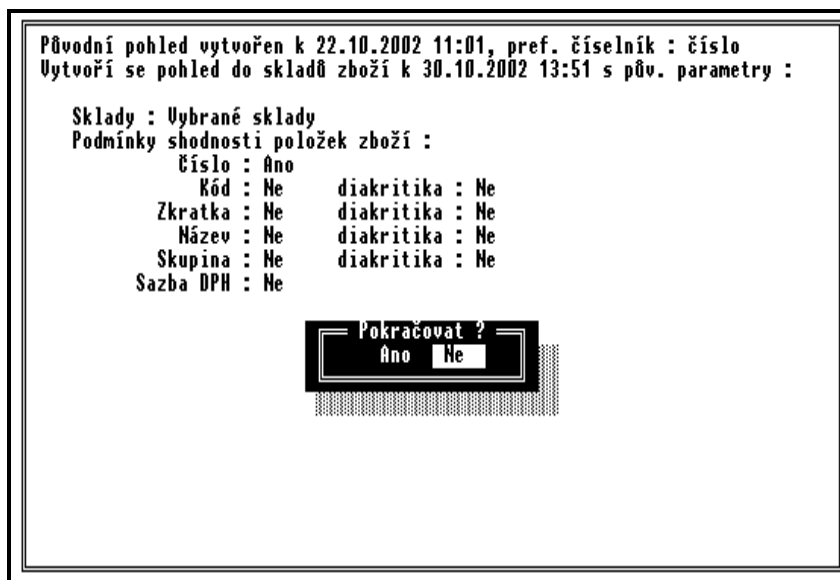 Původní pohled vytvořen k 22.10.2002 11:01, pref. číselník : číslo
Vytvoří se pohled do skladů zboží k 30.10.2002 13:51 s pův. parametry :
Sklady : Vybrané sklady
Podmínky shodnosti položek zboží :
číslo : Ano
Kód : Ne diakritika : Ne
Zkratka : Ne diakritika : Ne
Název : Ne diakritika : Ne
Skupina : Ne diakritika : Ne
Sazba DPH : Ne
Pokračovat ?
Ano Ne